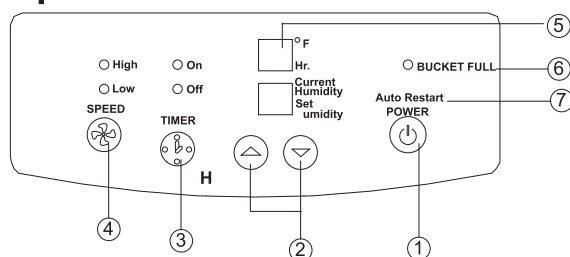 °F
Hr.
High
Low
On
Off
Current
Humidity
Set
umidity
BUCKET FULL
Auto Restart
POWER
SPEED
TIMER
H
5
6
7
4
3
2
1